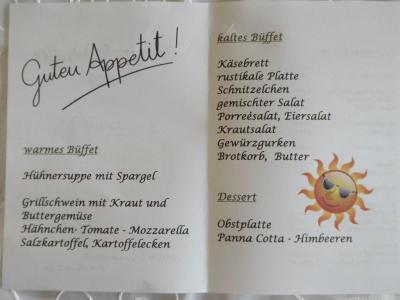 Guten Appetit!
warmes Büffet
Hühnersuppe mit Spargel
Grillschwein mit Kraut und
Buttergemüse
Hähnchen- Tomate - Mozzarella
Salzkartoffel, Kartoffelecken
kaltes Büffet
Käsebrett
rustikale Platte
Schnitzelchen
gemischter Salat
Porreèsalat, Eiersalat
Krautsalat
Gewürzgurken
Brotkorb, Butter
Dessert
Obstplatte
Panna Cotta - Himbeeren